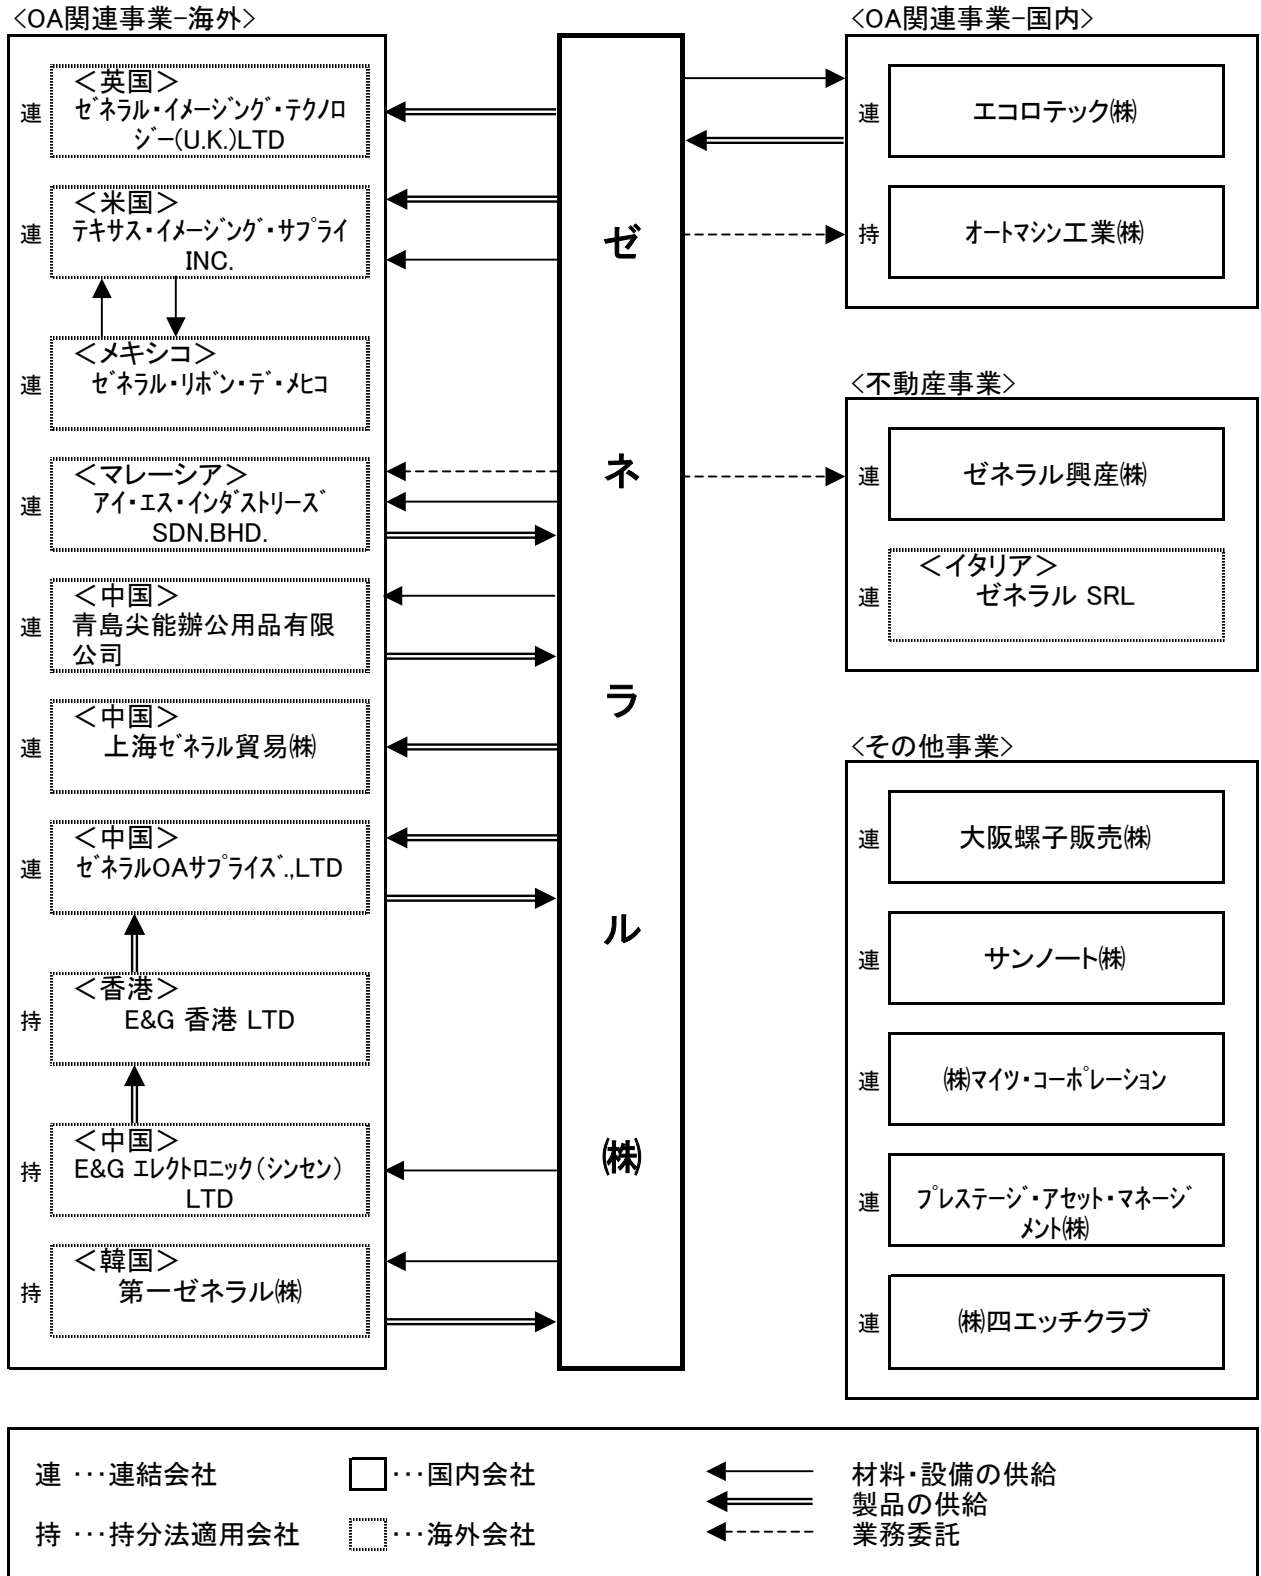 <OA関連事業-海外>
連
＜英国＞
ｾﾞﾈﾗﾙ・ｲﾒｰｼﾞﾝｸﾞ・ﾃｸﾉﾛ
ｼﾞｰ(U.K.)LTD
連
＜米国＞
ﾃｷｻｽ・ｲﾒｰｼﾞﾝｸﾞ・ｻﾌﾟﾗｲ
INC.
連
＜メキシコ＞
ｾﾞﾈﾗﾙ・ﾘﾎﾞﾝ・ﾃﾞ・ﾒﾋｺ
連
＜マレーシア＞
ｱｲ・ｴｽ・ｲﾝﾀﾞｽﾄﾘｰｽﾞ
SDN.BHD.
連
＜中国＞
青島尖能辦公用品有限
公司
連
＜中国＞
上海ｾﾞﾈﾗﾙ貿易㈱
連
＜中国＞
ｾﾞﾈﾗﾙOAｻﾌﾟﾗｲｽﾞ.,LTD
持
＜香港＞
E&G 香港 LTD
持
＜中国＞
E&G ｴﾚｸﾄﾛﾆｯｸ（シンセン）
LTD
持
＜韓国＞
第一ゼネラル㈱
ゼネラル㈱
<OA関連事業-国内>
連
エコロテック㈱
持
ｵｰﾄﾏｼﾝ工業㈱
<不動産事業>
連
ゼネラル興産㈱
連
＜イタリア＞
ゼネラル SRL
<その他事業>
連
大阪螺子販売㈱
連
サンノート㈱
連
㈱ﾏｲﾂ・ｺｰﾎﾟﾚｰｼｮﾝ
連
ﾌﾟﾚｽﾃｰｼﾞ・ｱｾｯﾄ・ﾏﾈｰｼﾞ
ﾒﾝﾄ㈱
連
㈱四エッチクラブ
連 ･･･連結会社
･･･国内会社
材料・設備の供給
製品の供給
持 ･･･持分法適用会社
･･･海外会社
業務委託